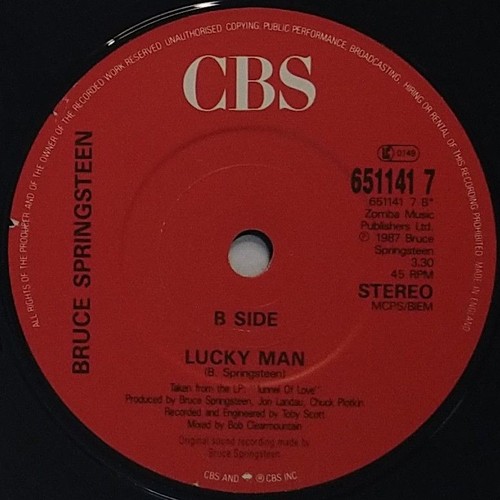 ALL RIGHTS OF THE PRODUCER AND OF THE OWNER OF THE RECORDED WORK RESERVED. UNAUTHORISED COPYING, PUBLIC PERFORMANCE, BROADCASTING, HIRING OR RENTAL OF THIS RECORDING PROHIBITED. MADE IN ENGLAND
CBS
BRUCE SPRINGSTEEN
0149
651141 7
651141 7 B*
Zomba Music
Publishers Ltd.
℗ 1987 Bruce
Springsteen
3.30
45 RPM
STEREO
MCPS/BIEM
B SIDE
LUCKY MAN
(B. Springsteen)
Taken from the LP: "Tunnel Of Love"
Produced by Bruce Springsteen, Jon Landau, Chuck Plotkin
Recorded and Engineered by Toby Scott
Mixed by Bob Clearmountain
Original sound recording made by
Bruce Springsteen
CBS AND ® CBS INC.